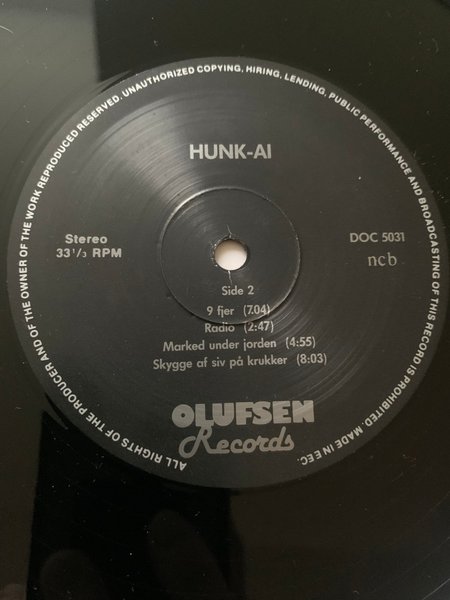 ALL RIGHTS OF THE PRODUCER AND OF THE OWNER OF THE WORK REPRODUCED RESERVED. UNAUTHORIZED COPYING, HIRING, LENDING, PUBLIC PERFORMANCE AND BROADCASTING OF THIS RECORD IS PROHIBITED. MADE IN EEC.
HUNK-AI
Stereo
33 1/3 RPM
DOC 5031
ncb
Side 2
9 fjer (7.04)
Radio (2:47)
Marked under jorden (4:55)
Skygge af siv på krukker (8:03)
OLUFSEN
Records